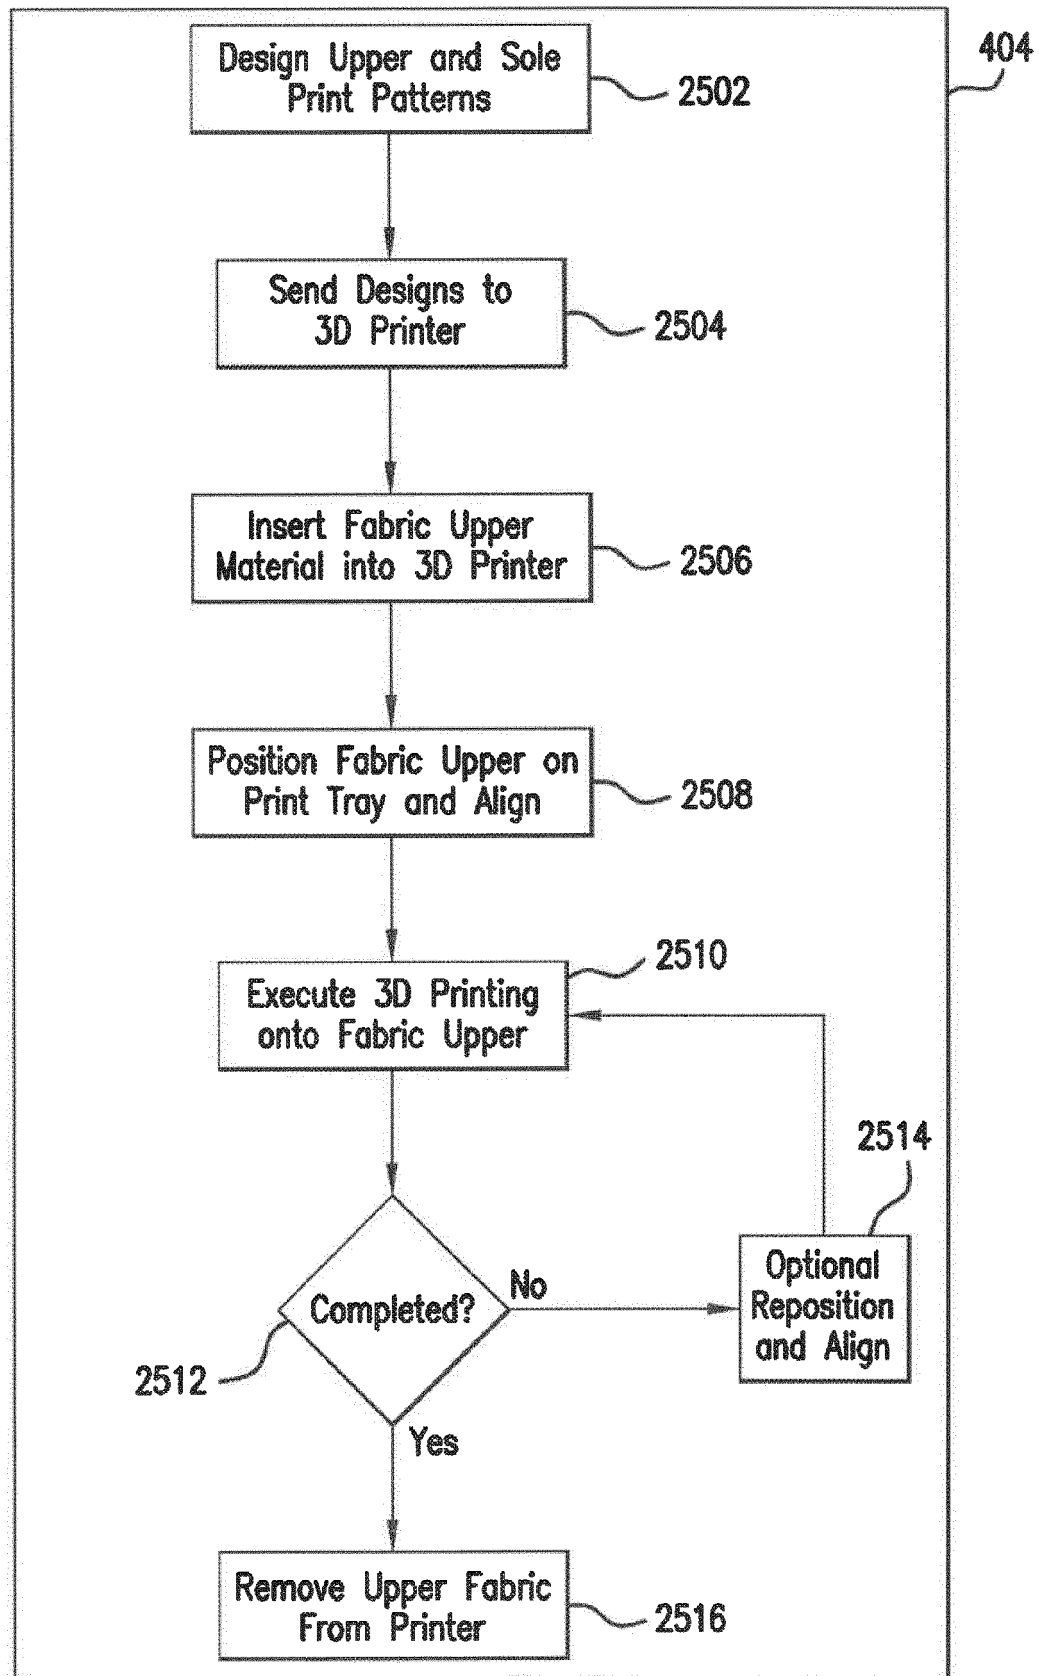 404
Design Upper and Sole
Print Patterns
2502
Send Designs to
3D Printer
2504
Insert Fabric Upper
Material into 3D Printer
2506
Position Fabric Upper on
Print Tray and Align
2508
Execute 3D Printing
onto Fabric Upper
2510
Completed?
2512
No
Optional
Reposition
and Align
2514
Yes
Remove Upper Fabric
From Printer
2516